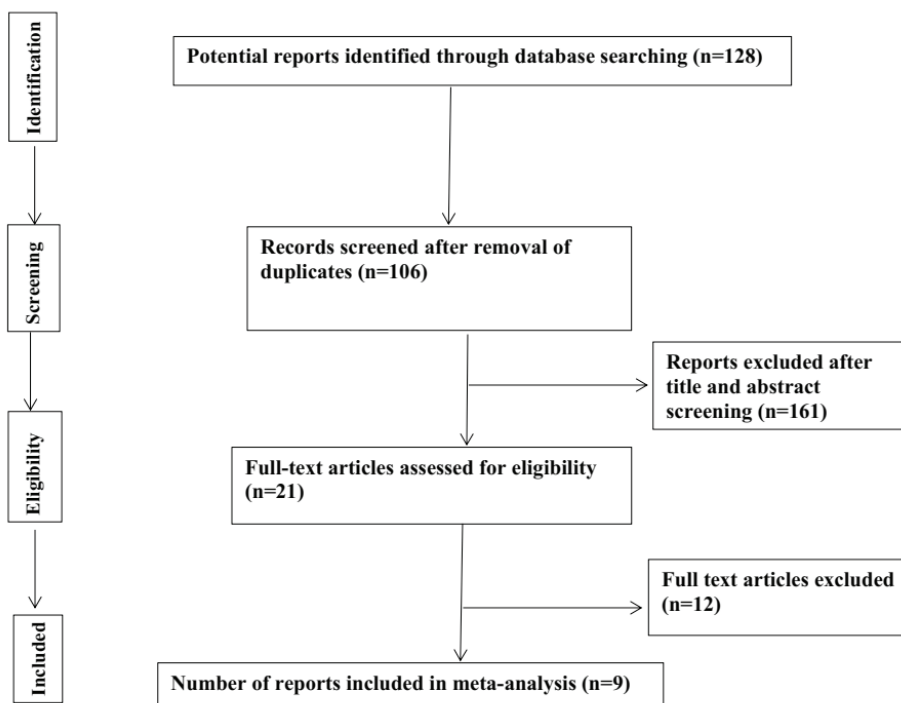 Identification
Potential reports identified through database searching (n=128)
Screening
Records screened after removal of
duplicates (n=106)
Reports excluded after
title and abstract
screening (n=161)
Eligibility
Full-text articles assessed for eligibility
(n=21)
Full text articles excluded
(n=12)
Included
Number of reports included in meta-analysis (n=9)